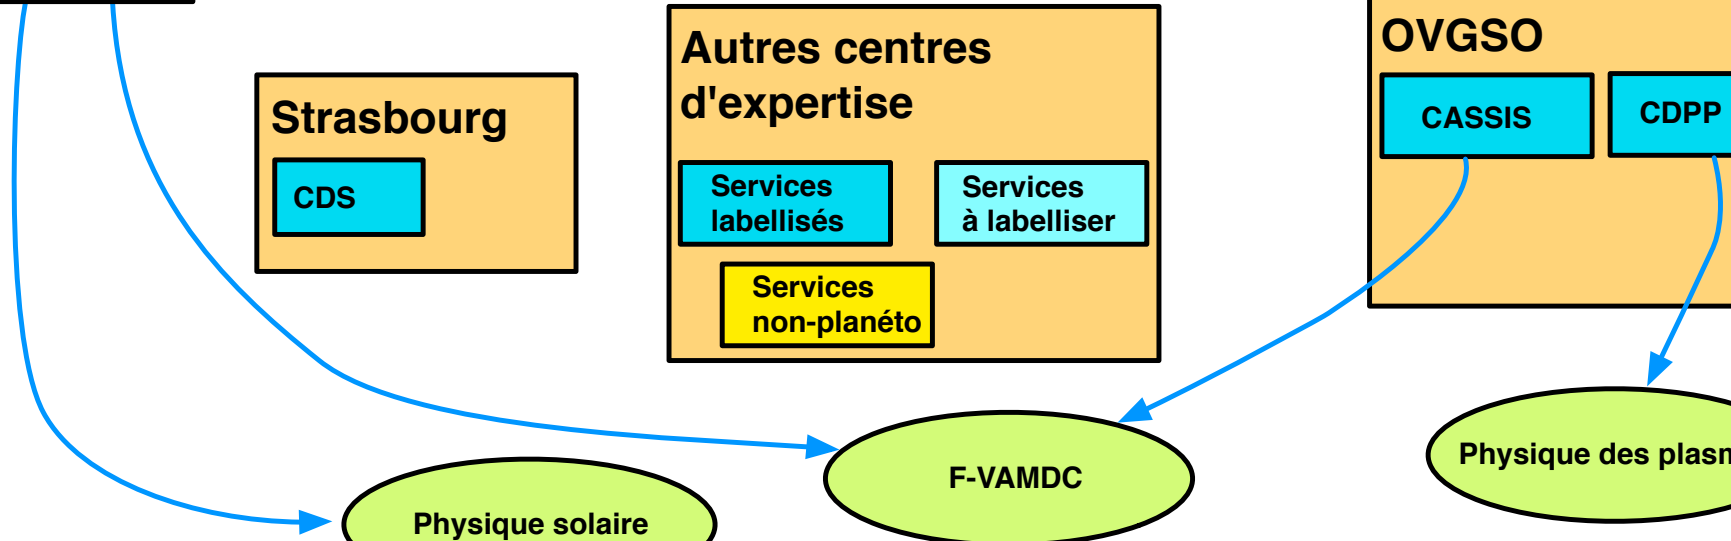 Strasbourg
CDS
Autres centres
d'expertise
Services
labellisés
Services
à labelliser
Services
non-planéto
OVGSO
CASSIS
CDPP
Physique solaire
F-VAMDC
Physique des